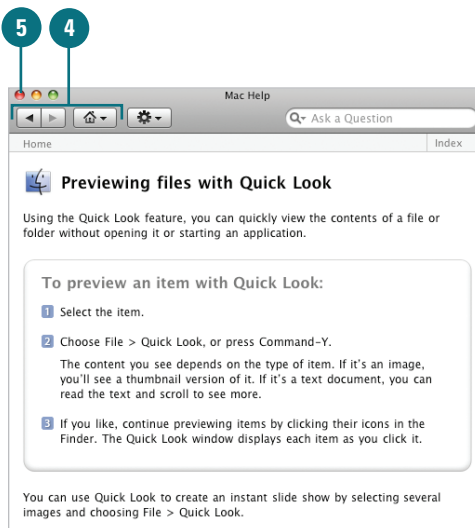 5 4
Mac Help
Ask a Question
Home Index
Previewing files with Quick Look
Using the Quick Look feature, you can quickly view the contents of a file or
folder without opening it or starting an application.
To preview an item with Quick Look:
1 Select the item.
2 Choose File > Quick Look, or press Command-Y.
The content you see depends on the type of item. If it's an image,
you'll see a thumbnail version of it. If it's a text document, you can
read the text and scroll to see more.
3 If you like, continue previewing items by clicking their icons in the
Finder. The Quick Look window displays each item as you click it.
You can use Quick Look to create an instant slide show by selecting several
images and choosing File > Quick Look.